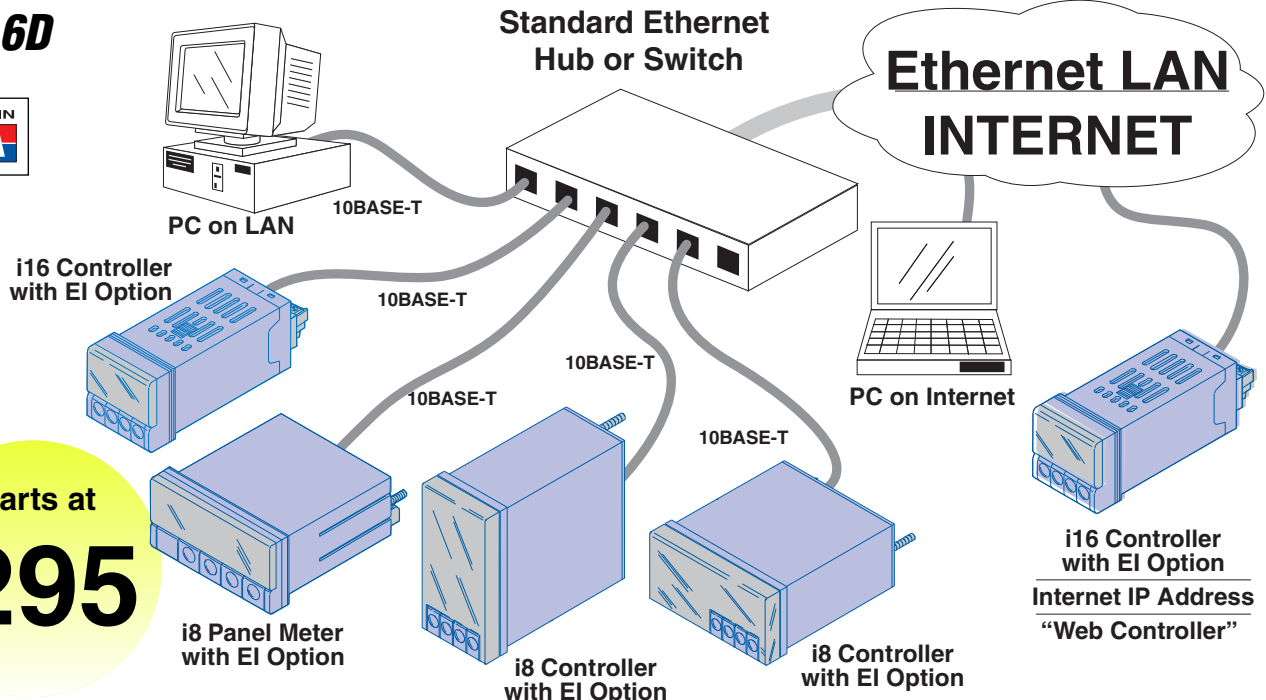 6D
Standard Ethernet
Hub or Switch
Ethernet LAN
INTERNET
IN
A
PC on LAN
10BASE-T
i16 Controller
with EI Option
10BASE-T
10BASE-T
10BASE-T
10BASE-T
PC on Internet
arts at
295
i8 Panel Meter
with EI Option
i8 Controller
with EI Option
i8 Controller
with EI Option
i16 Controller
with EI Option
Internet IP Address
“Web Controller”